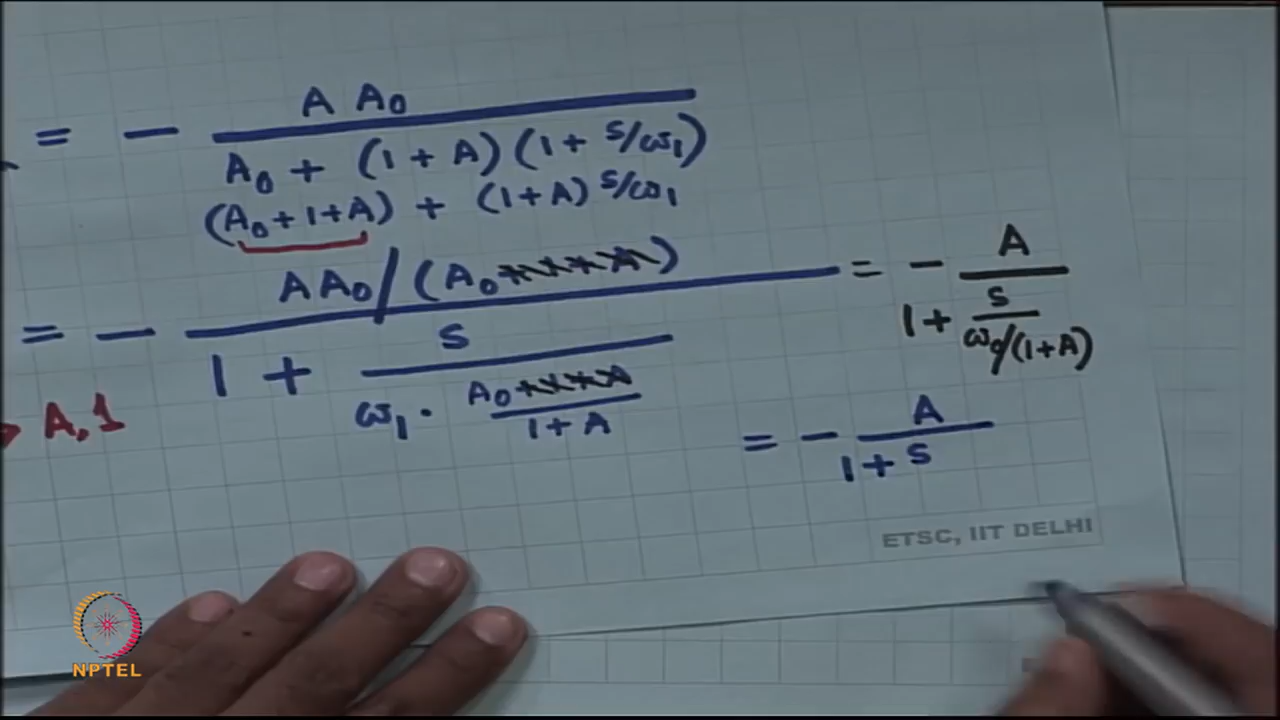 = - A A₀
A₀ + (1 + A) (1 + s/ω₁)
(A₀ + 1 + A) + (1+A) s/ω₁
= - A A₀ / (A₀ )
1 + s
ω₁ · A₀
1 + A
= - A
1 + s
ω₀/(1+A)
A, 1
= - A
1 + s
ETSC, IIT DELHI
NPTEL